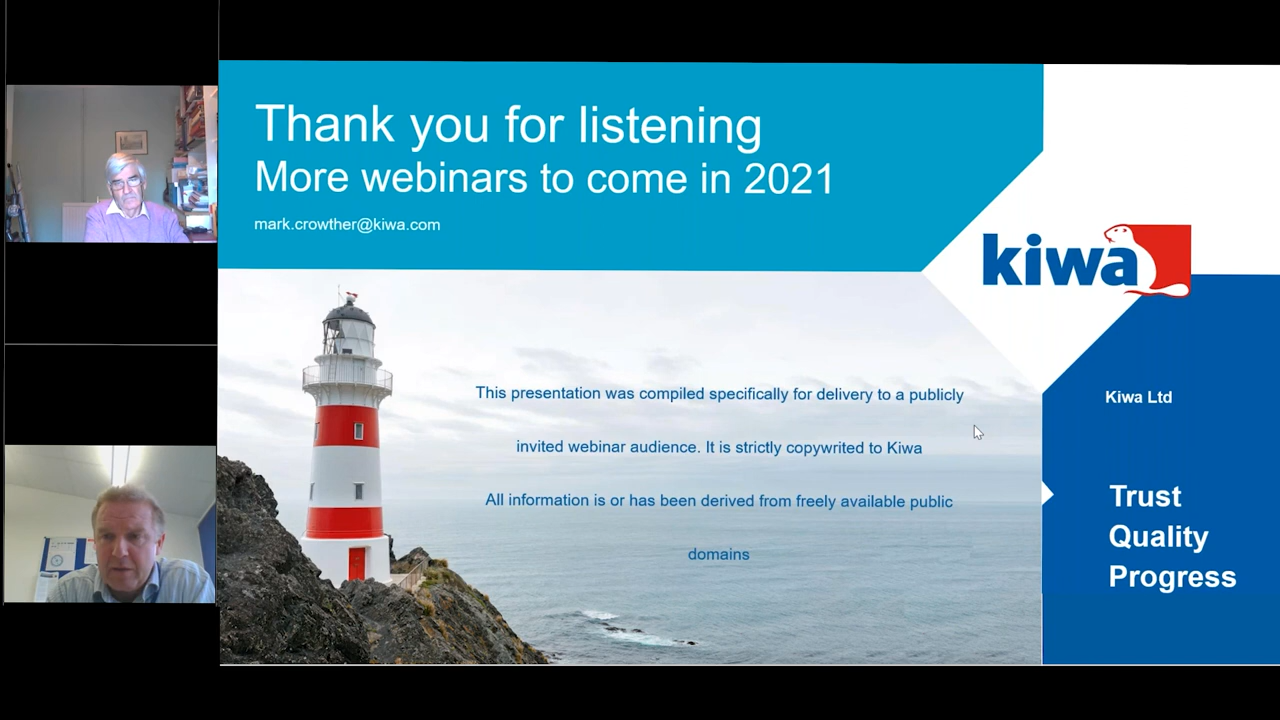 Thank you for listening
More webinars to come in 2021
mark.crowther@kiwa.com
kiwa
This presentation was compiled specifically for delivery to a publicly
invited webinar audience. It is strictly copywrited to Kiwa
All information is or has been derived from freely available public
domains
Kiwa Ltd
Trust
Quality
Progress